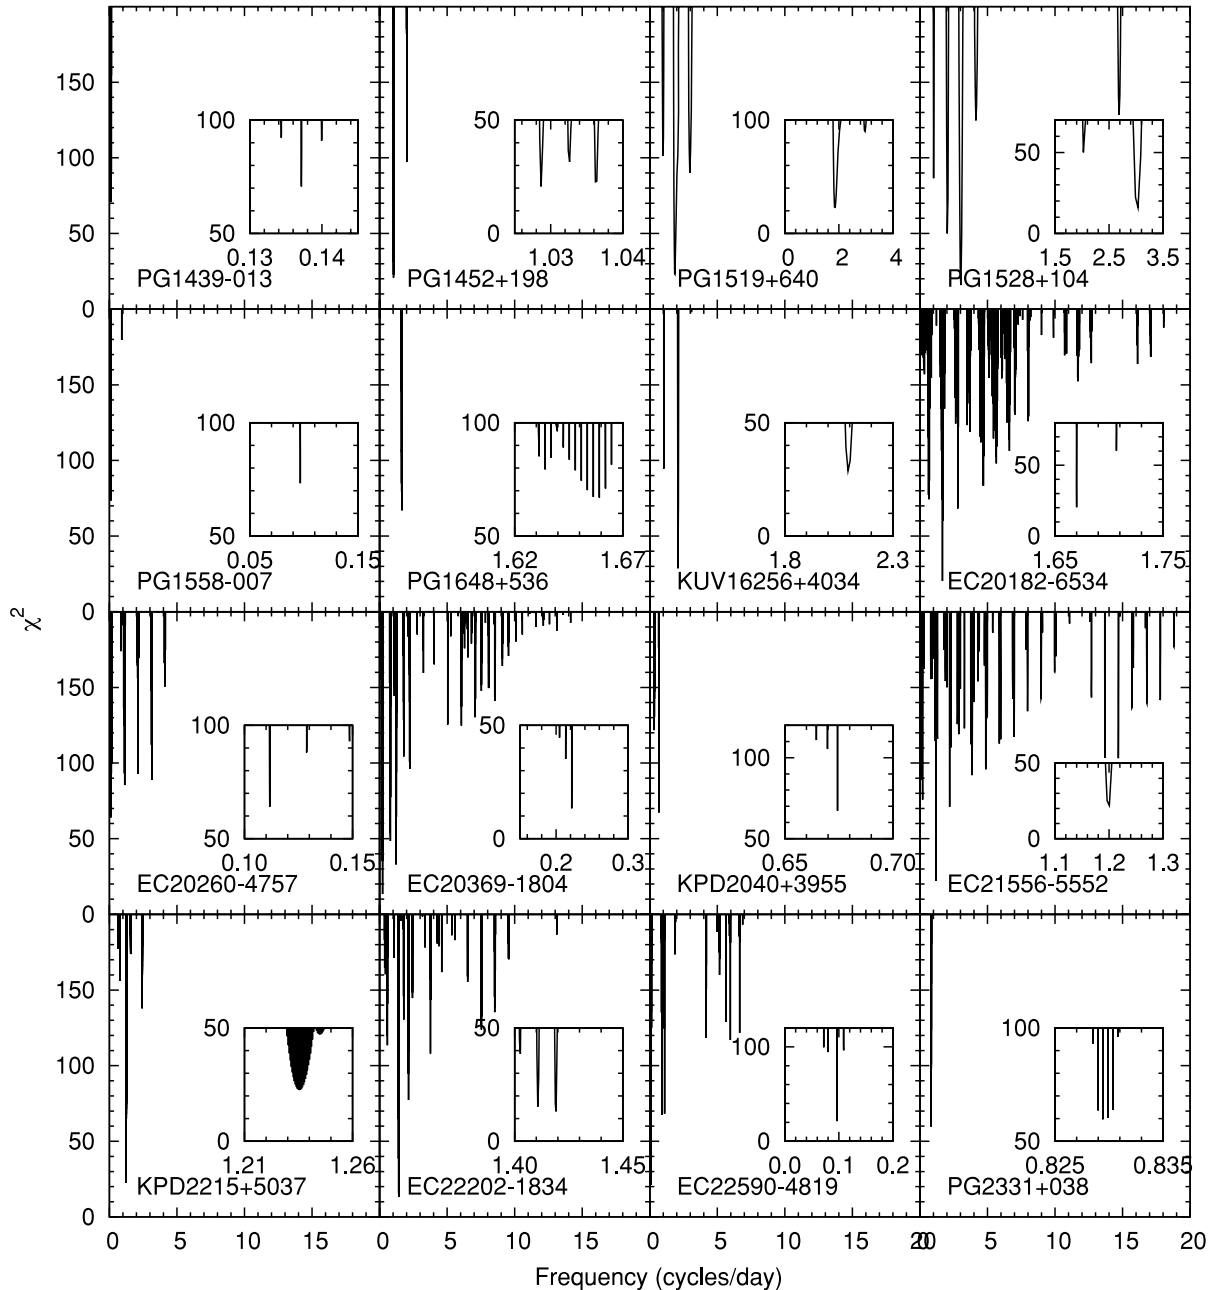 150 100 50 0
100 50 0.13 0.14 PG1439-013
50 0 1.03 1.04 PG1452+198
100 0 0 2 4 PG1519+640
50 0 1.5 2.5 3.5 PG1528+104
150 100 50 0
100 50 0.05 0.15 PG1558-007
100 50 1.62 1.67 PG1648+536
50 0 1.8 2.3 KUV16256+4034
50 0 1.65 1.75 EC20182-6534
χ2
150 100 50 0
100 50 0.10 0.15 EC20260-4757
50 0 0.2 0.3 EC20369-1804
100 50 0.65 0.70 KPD2040+3955
50 0 1.1 1.2 1.3 EC21556-5552
150 100 50 0
50 0 1.21 1.26 KPD2215+5037
50 0 1.40 1.45 EC22202-1834
100 0 0.0 0.1 0.2 EC22590-4819
100 50 0.825 0.835 PG2331+038
0 5 10 15 0 5 10 15 0 5 10 15 20 0 5 10 15 20
Frequency (cycles/day)